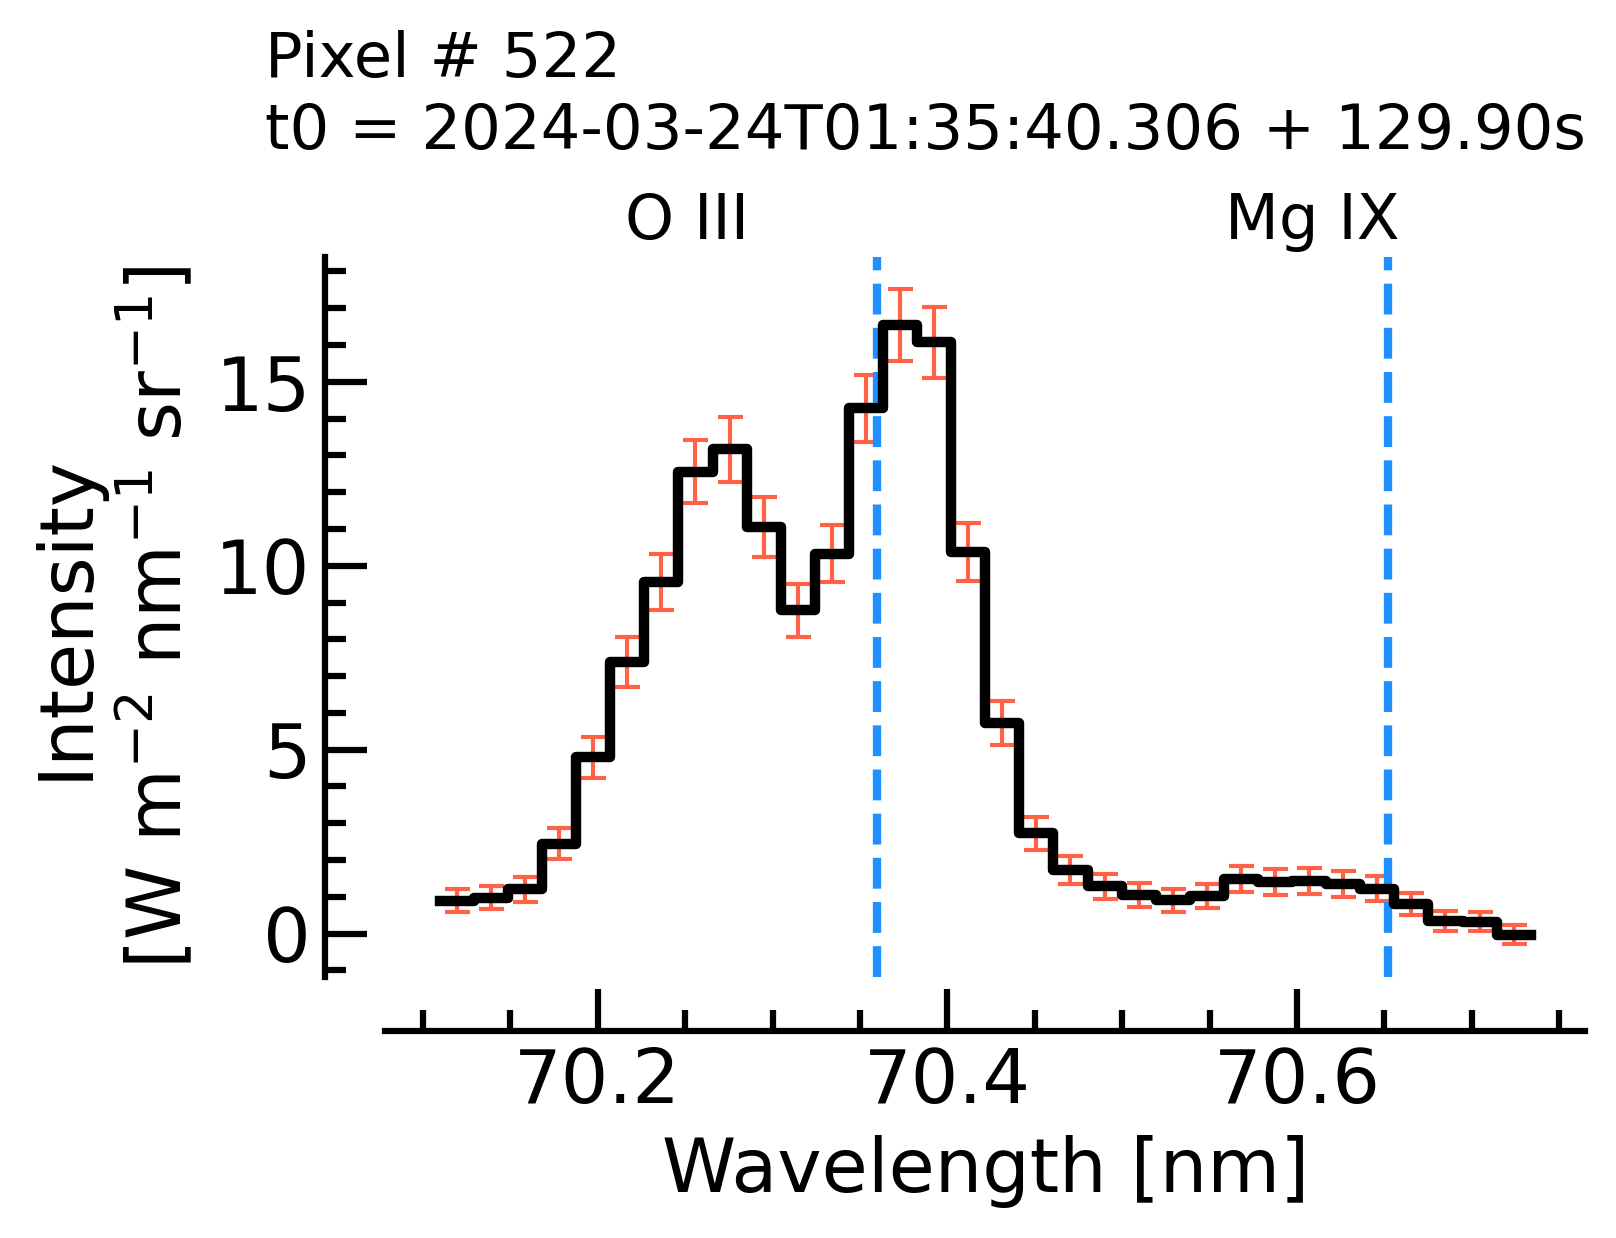 Pixel # 522
t0 = 2024-03-24T01:35:40.306 + 129.90s
O III Mg IX
Intensity
[W m⁻² nm⁻¹ sr⁻¹]
15
10
5
0
70.2 70.4 70.6
Wavelength [nm]